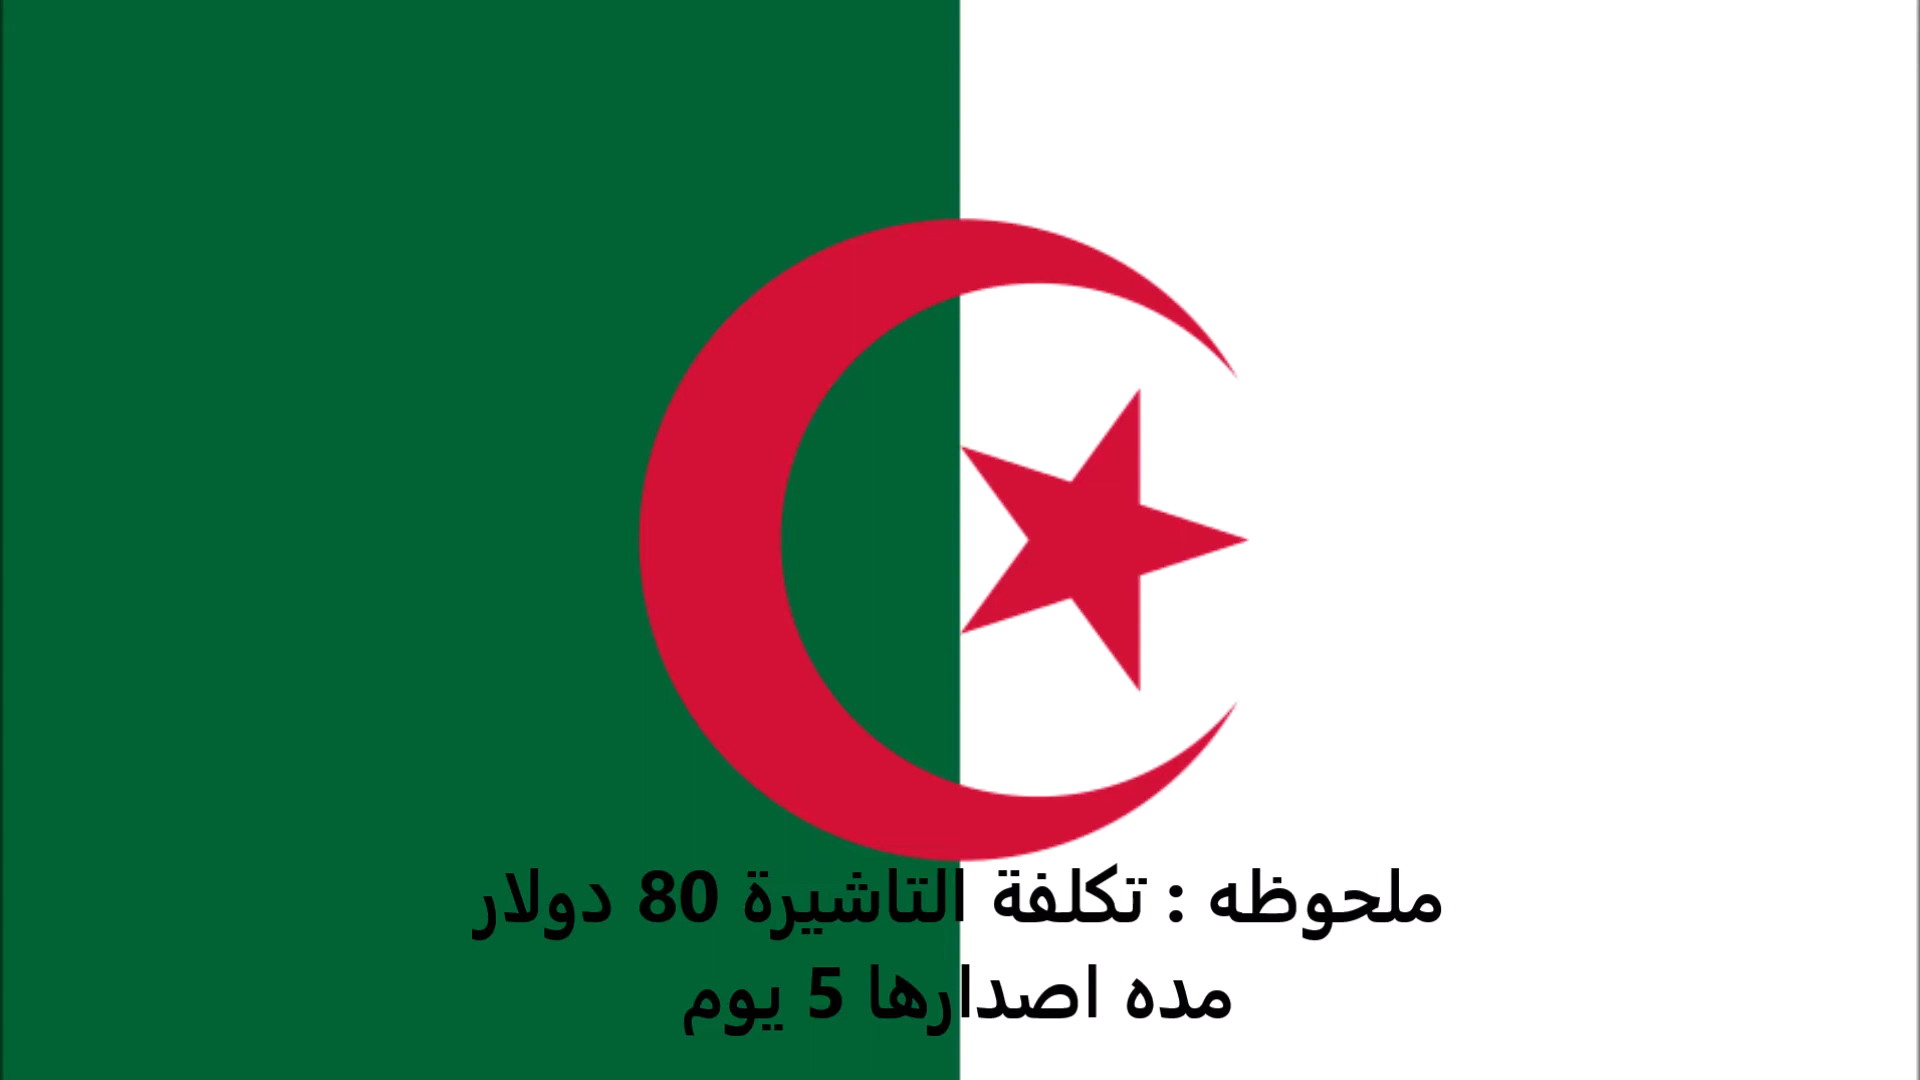 ملحوظه : تكلفة التاشيرة 80 دولار
مده اصدارها 5 يوم